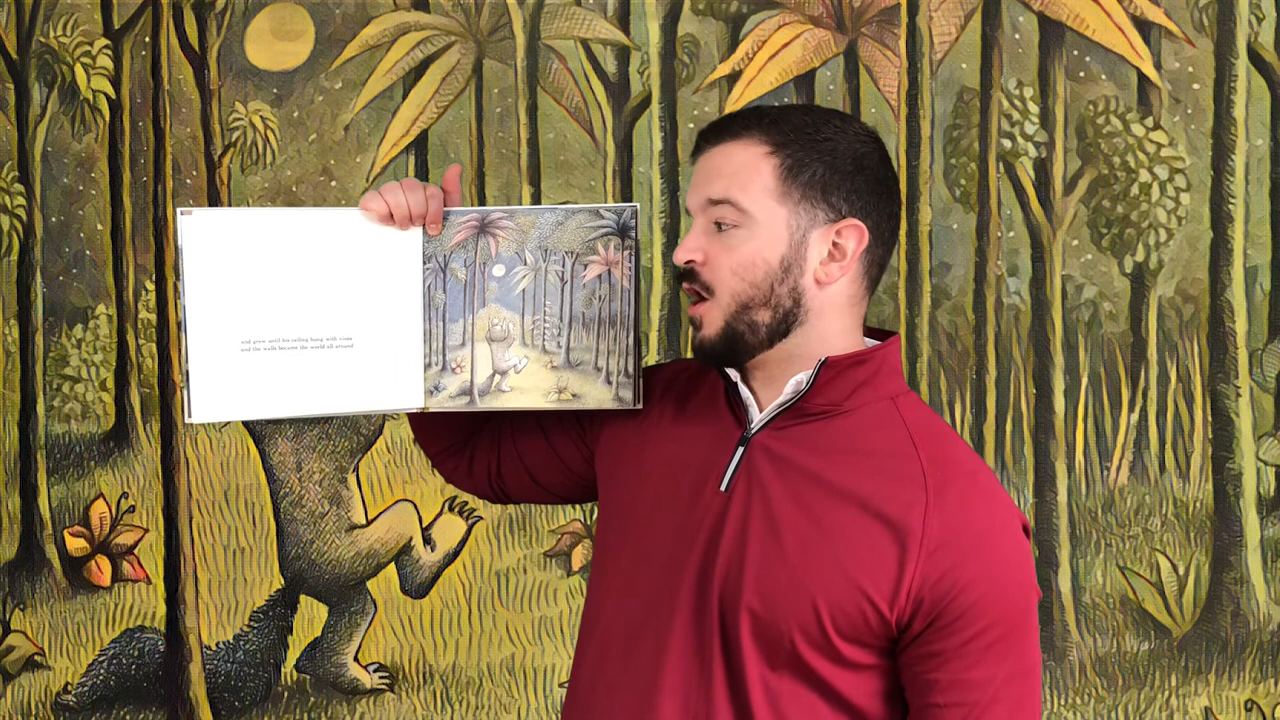 and grew until his ceiling hung with vines
and the walls became the world all around